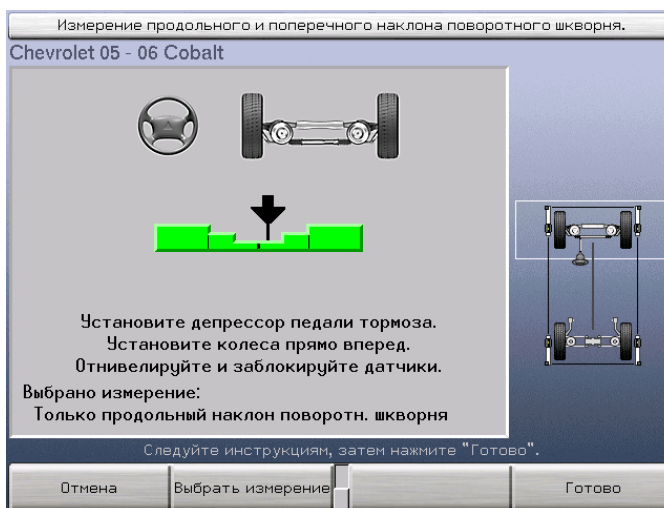 Измерение продольного и поперечного наклона поворотного шкворня.
Chevrolet 05 - 06 Cobalt
Установите депрессор педали тормоза.
Установите колеса прямо вперед.
Отнивелируйте и заблокируйте датчики.
Выбрано измерение:
Только продольный наклон поворотн. шкворня
Следуйте инструкциям, затем нажмите "Готово".
Отмена
Выбрать измерение
Готово